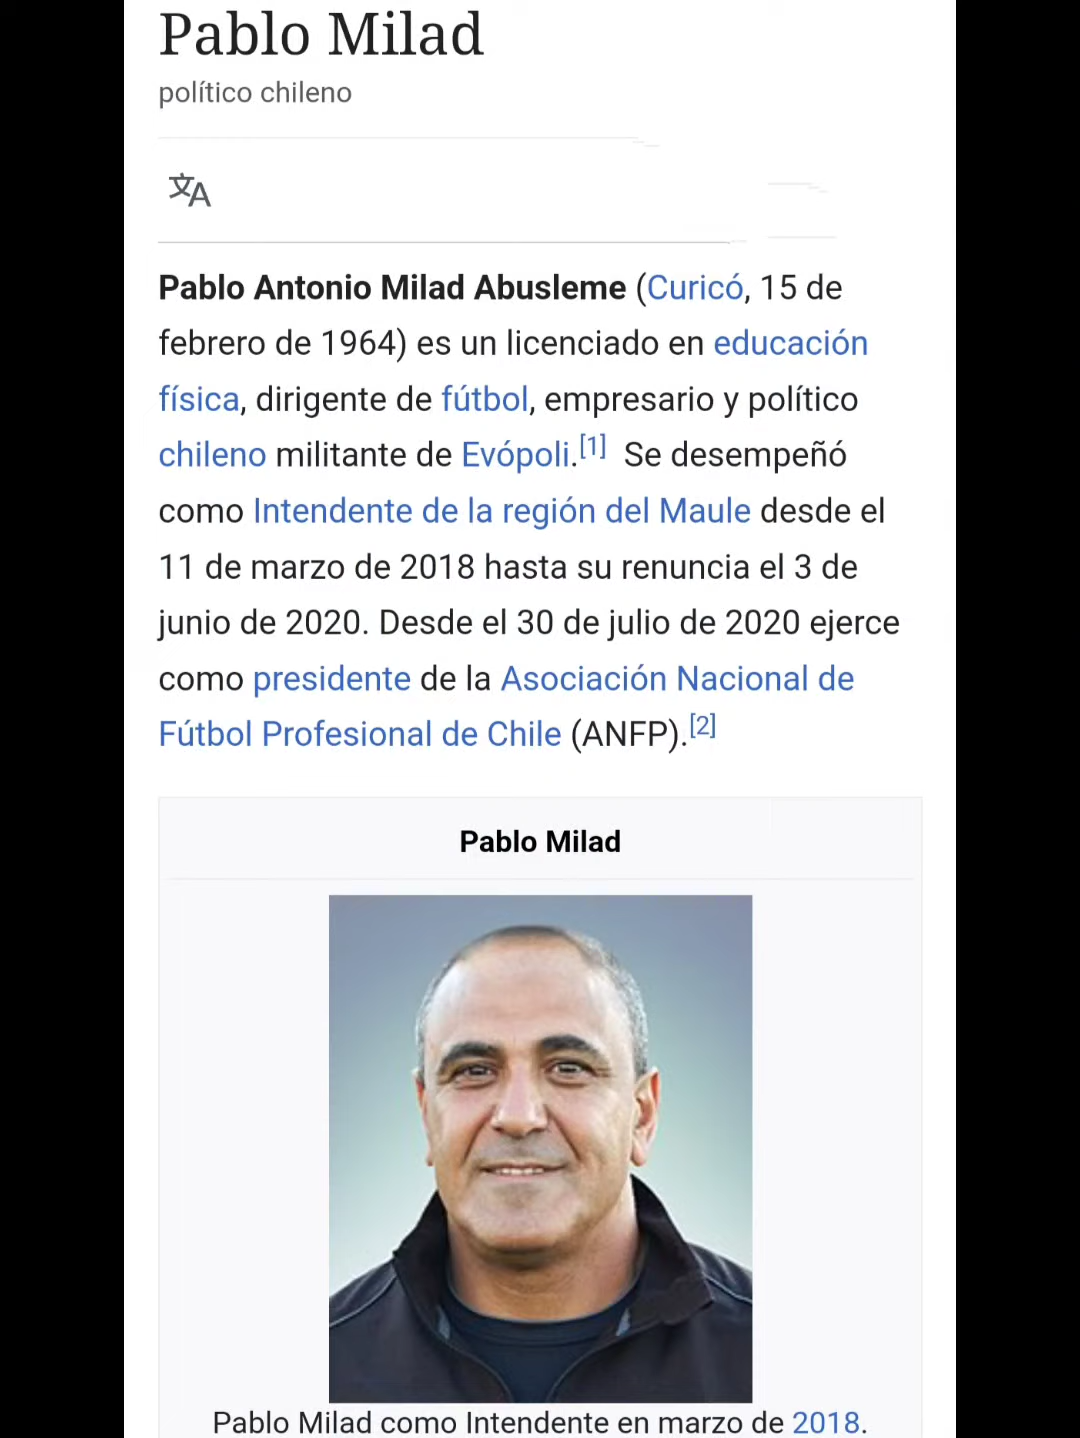 Pablo Milad
político chileno
文A
Pablo Antonio Milad Abusleme (Curicó, 15 de
febrero de 1964) es un licenciado en educación
física, dirigente de fútbol, empresario y político
chileno militante de Evópoli.[1] Se desempeñó
como Intendente de la región del Maule desde el
11 de marzo de 2018 hasta su renuncia el 3 de
junio de 2020. Desde el 30 de julio de 2020 ejerce
como presidente de la Asociación Nacional de
Fútbol Profesional de Chile (ANFP).[2]
Pablo Milad
Pablo Milad como Intendente en marzo de 2018.